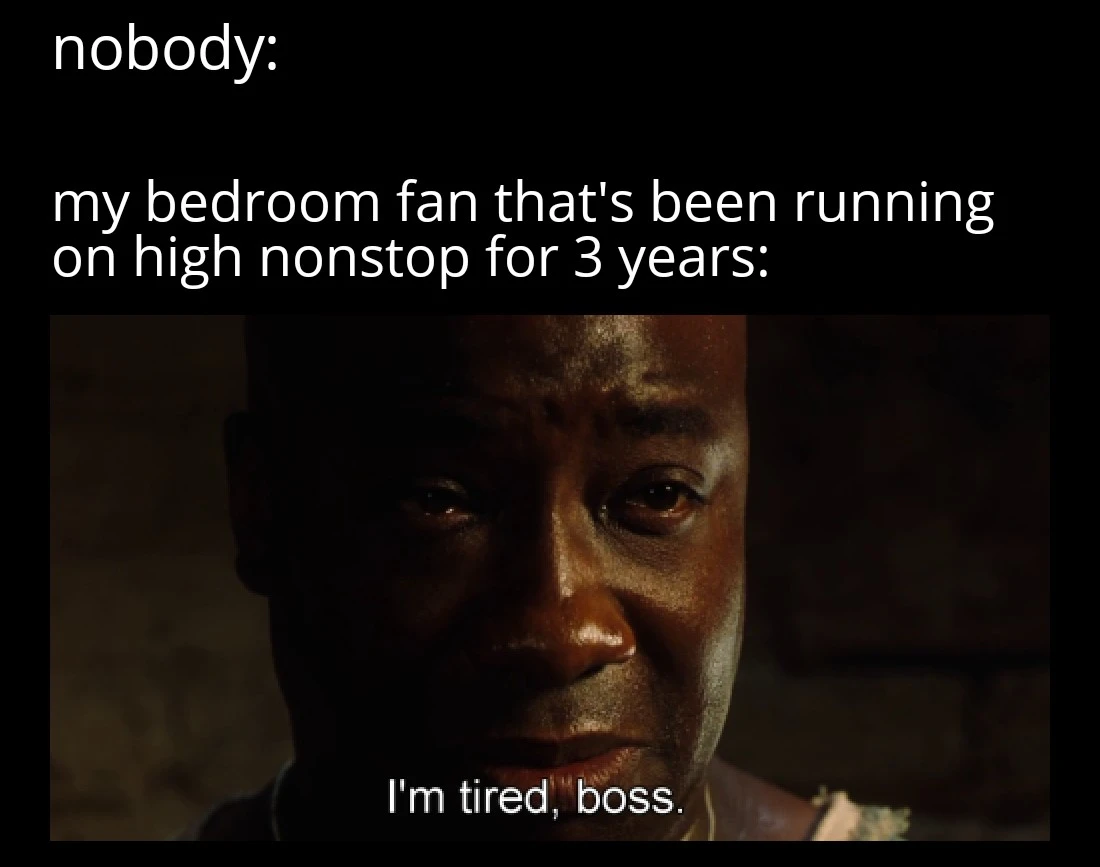 nobody:
my bedroom fan that's been running
on high nonstop for 3 years:
I'm tired, boss.